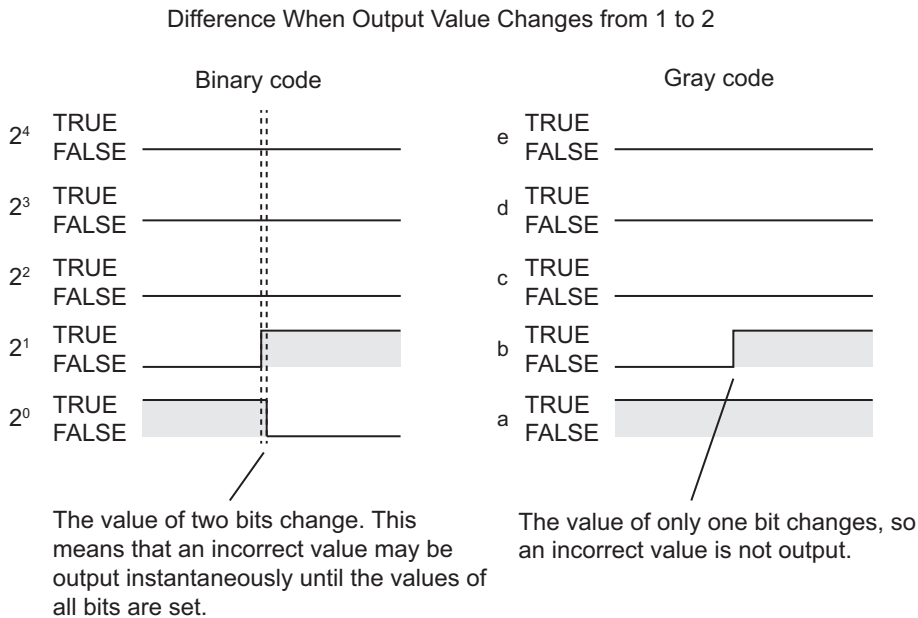 Difference When Output Value Changes from 1 to 2
Binary code
2⁴ TRUE
FALSE
2³ TRUE
FALSE
2² TRUE
FALSE
2¹ TRUE
FALSE
2⁰ TRUE
FALSE
The value of two bits change. This
means that an incorrect value may be
output instantaneously until the values of
all bits are set.
Gray code
e TRUE
FALSE
d TRUE
FALSE
c TRUE
FALSE
b TRUE
FALSE
a TRUE
FALSE
The value of only one bit changes, so
an incorrect value is not output.